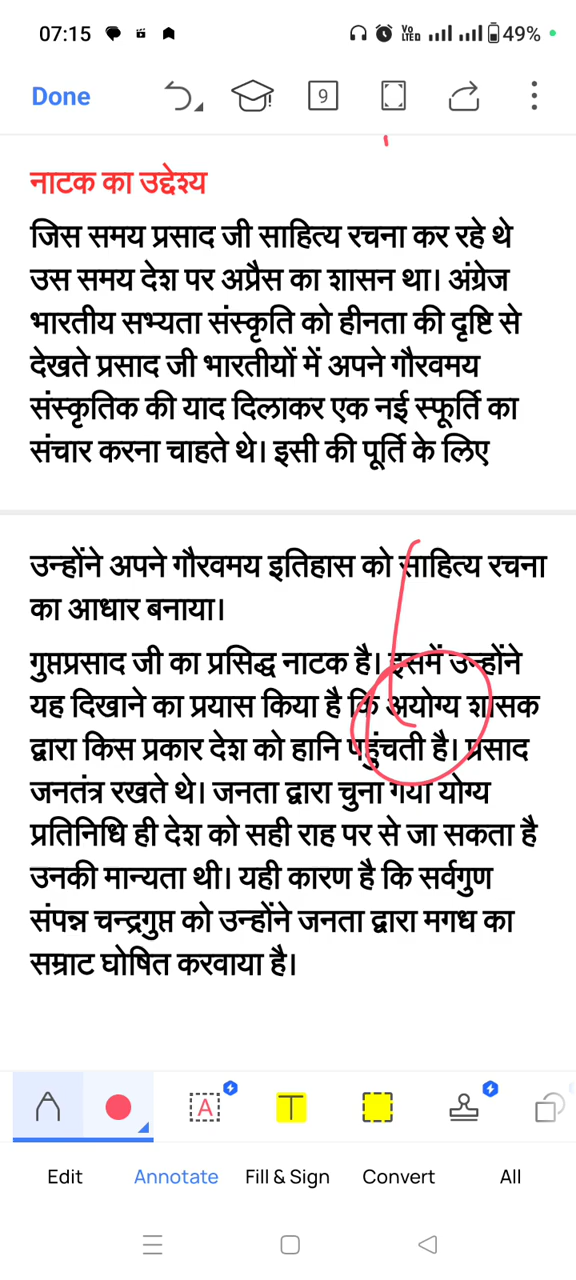 07:15
Vo
LTED
49%
Done
9
नाटक का उद्देश्य
जिस समय प्रसाद जी साहित्य रचना कर रहे थे
उस समय देश पर अप्रैस का शासन था। अंग्रेज
भारतीय सभ्यता संस्कृति को हीनता की दृष्टि से
देखते प्रसाद जी भारतीयों में अपने गौरवमय
संस्कृतिक की याद दिलाकर एक नई स्फूर्ति का
संचार करना चाहते थे। इसी की पूर्ति के लिए
उन्होंने अपने गौरवमय इतिहास को साहित्य रचना
का आधार बनाया।
गुप्तप्रसाद जी का प्रसिद्ध नाटक है। इसमें उन्होंने
यह दिखाने का प्रयास किया है कि अयोग्य शासक
द्वारा किस प्रकार देश को हानि पहुंचती है। प्रसाद
जनतंत्र रखते थे। जनता द्वारा चुना गया योग्य
प्रतिनिधि ही देश को सही राह पर से जा सकता है
उनकी मान्यता थी। यही कारण है कि सर्वगुण
संपन्न चन्द्रगुप्त को उन्होंने जनता द्वारा मगध का
सम्राट घोषित करवाया है।
A
T
Edit Annotate Fill & Sign Convert All